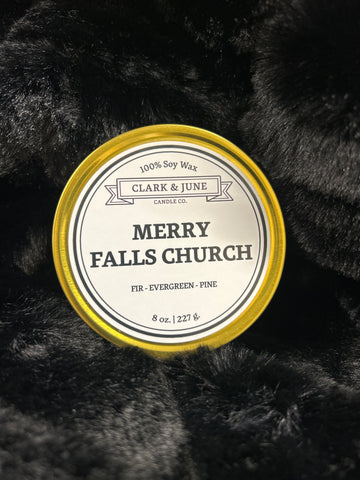 100% Soy Wax
CLARK & JUNE
CANDLE CO.
MERRY
FALLS CHURCH
FIR - EVERGREEN - PINE
8 oz. | 227 g.